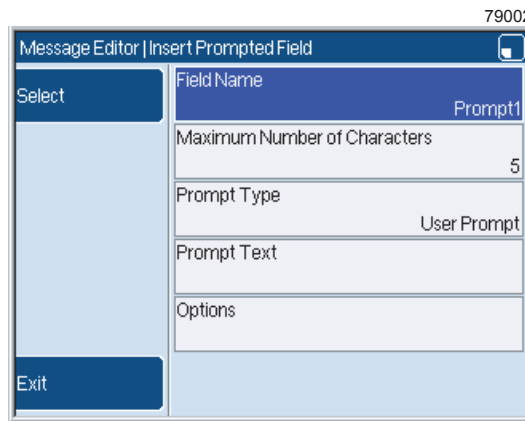 79002
Message Editor | Insert Prompted Field
Select
Field Name
Prompt1
Maximum Number of Characters
5
Prompt Type
User Prompt
Prompt Text
Options
Exit